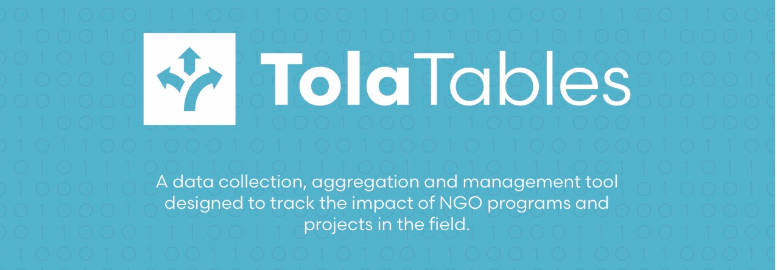 TolaTables
A data collection, aggregation and management tool
designed to track the impact of NGO programs and
projects in the field.